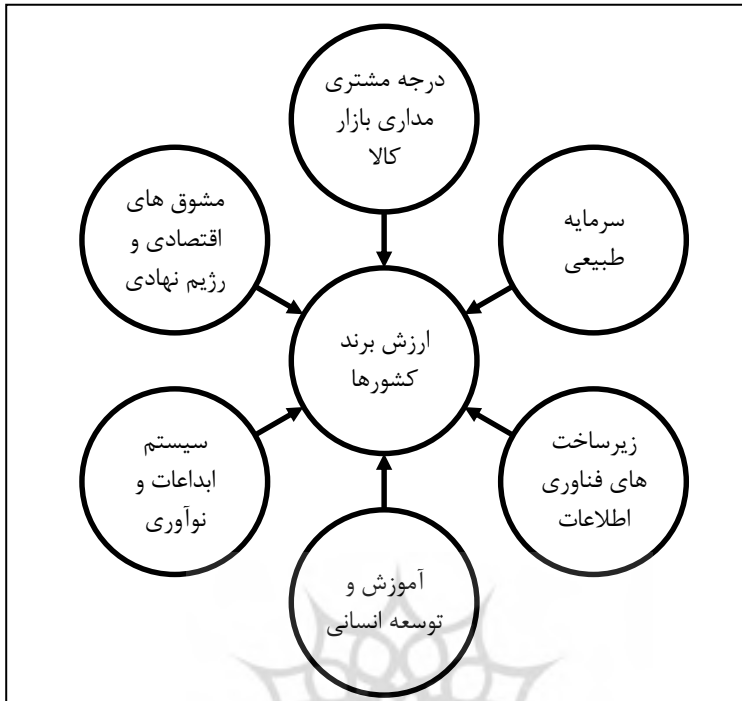 درجه مشتری
مداری بازار
کالا
سرمایه
طبیعی
مشوق های
اقتصادی و
رژیم نهادی
ارزش برند
کشورها
زیرساخت
های فناوری
اطلاعات
سیستم
ابداعات و
نوآوری
آموزش و
توسعه انسانی